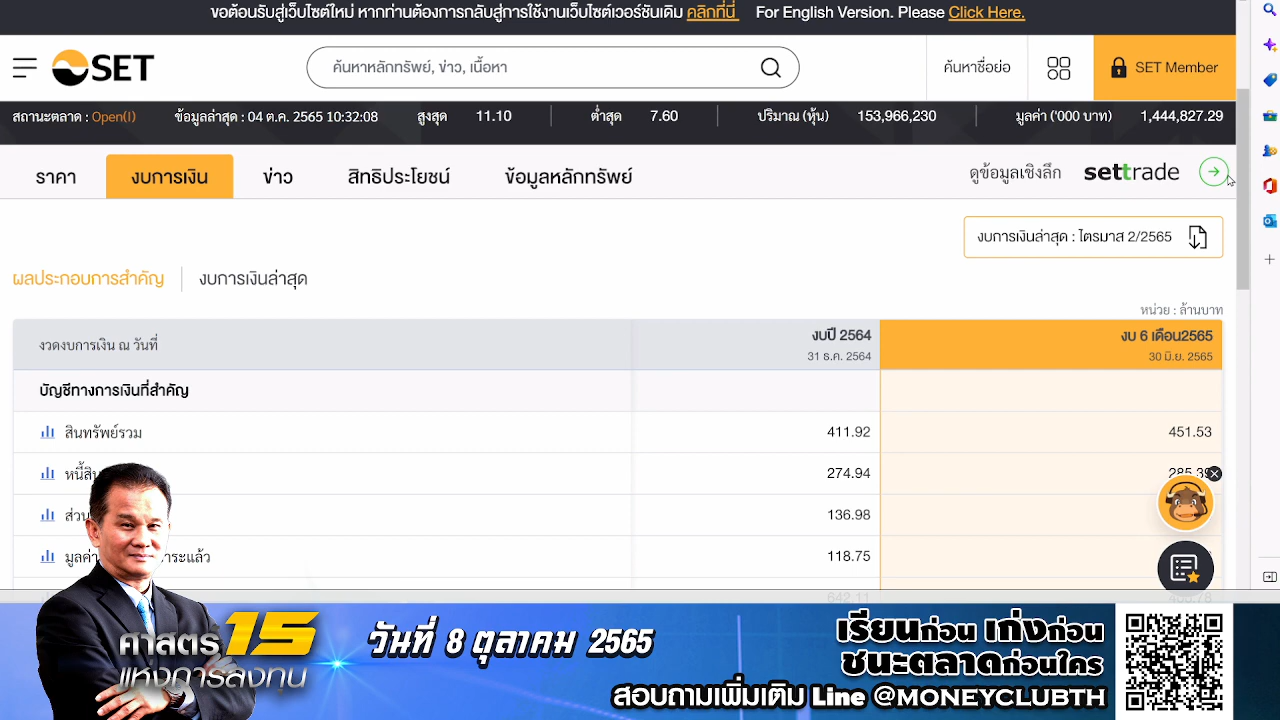 ขอต้อนรับสู่เว็บไซต์ใหม่ หากท่านต้องการกลับสู่การใช้งานเว็บไซต์เวอร์ชันเดิม คลิกที่นี่ For English Version. Please Click Here.
SET
ค้นหาหลักทรัพย์, ข่าว, เนื้อหา
ค้นหาชื่อย่อ
SET Member
สถานะตลาด : Open(I) ข้อมูลล่าสุด : 04 ต.ค. 2565 10:32:08 สูงสุด 11.10 ต่ำสุด 7.60 ปริมาณ (หุ้น) 153,966,230 มูลค่า ('000 บาท) 1,444,827.29
ราคา งบการเงิน ข่าว สิทธิประโยชน์ ข้อมูลหลักทรัพย์ ดูข้อมูลเชิงลึก settrade
งบการเงินล่าสุด : ไตรมาส 2/2565
ผลประกอบการสำคัญ งบการเงินล่าสุด
หน่วย : ล้านบาท
งวดงบการเงิน ณ วันที่ งบปี 2564 งบ 6 เดือน2565
31 ธ.ค. 2564 30 มิ.ย. 2565
บัญชีทางการเงินที่สำคัญ
สินทรัพย์รวม 411.92 451.53
หนี้สิน 274.94 285.39
ส่วน 136.98
มูลค่า าระแล้ว 118.75
642.11
ศาสตร์ 15
แห่งการลงทุน
วันที่ 8 ตุลาคม 2565
เรียนก่อน เก่งก่อน
ชนะตลาดก่อนใคร
สอบถามเพิ่มเติม Line @MONEYCLUBTH